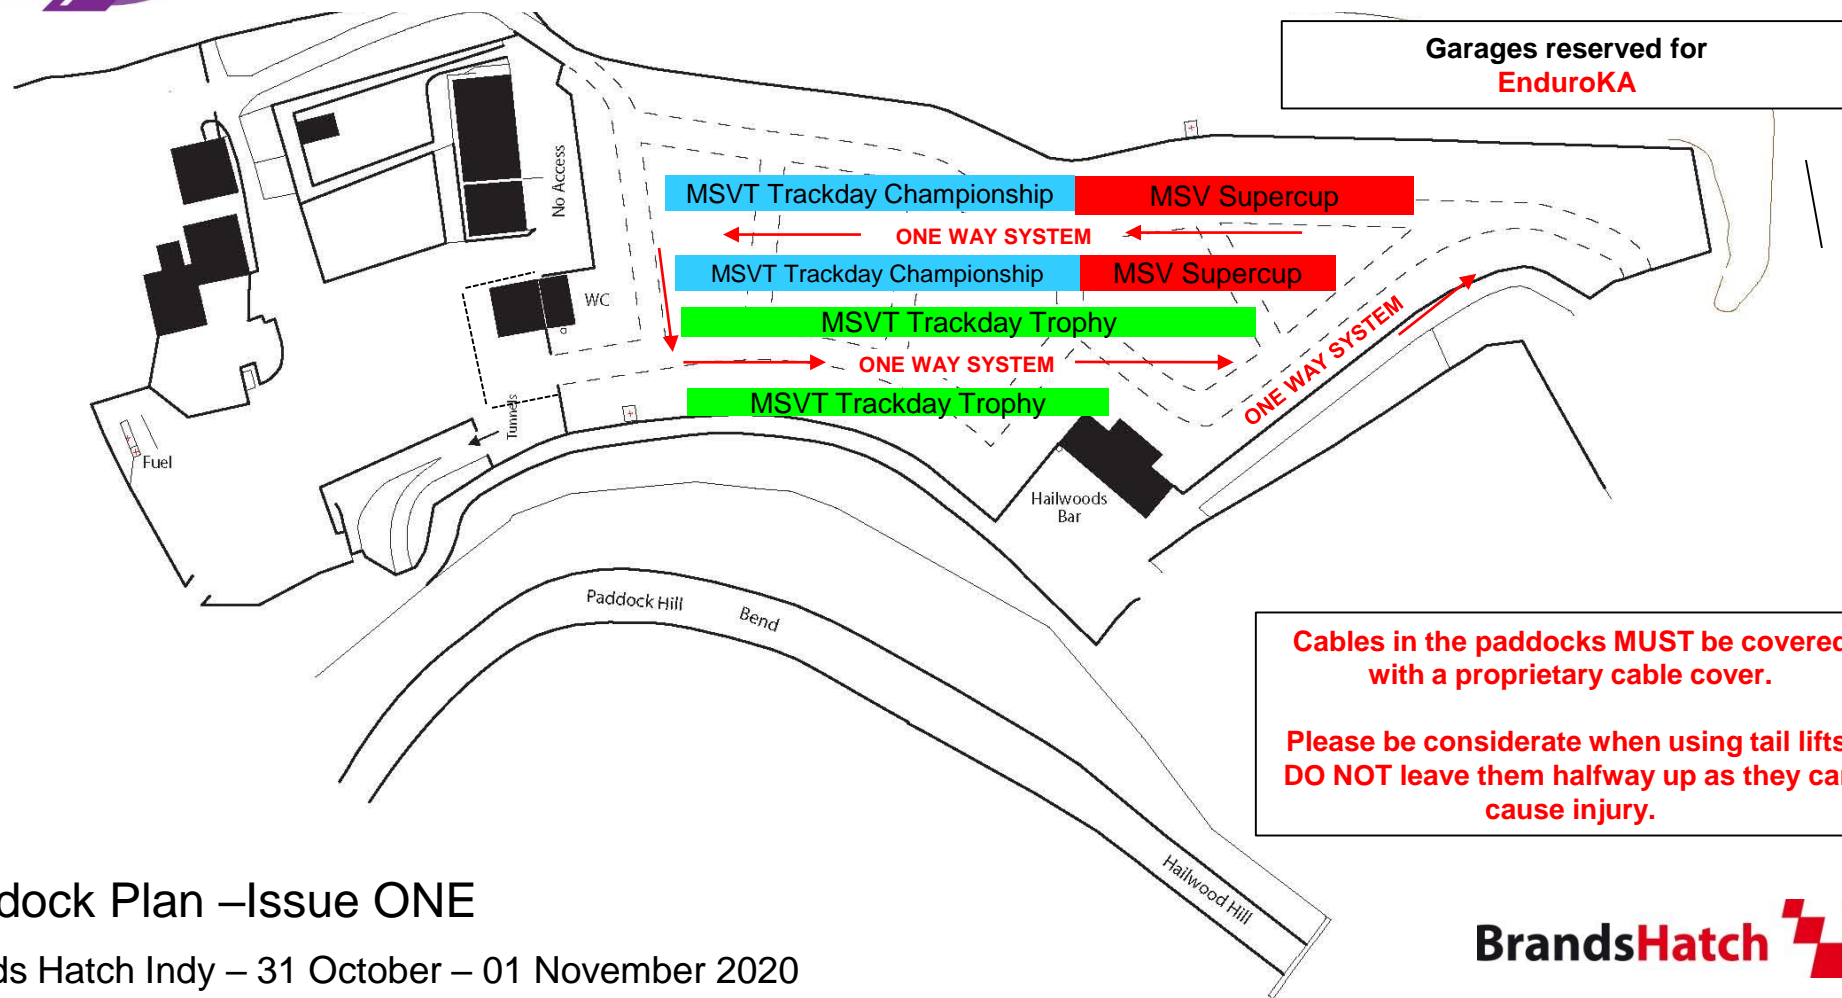 Garages reserved for
EnduroKA
No Access
MSVT Trackday Championship
MSV Supercup
ONE WAY SYSTEM
MSVT Trackday Championship
MSV Supercup
WC
MSVT Trackday Trophy
ONE WAY SYSTEM
ONE WAY SYSTEM
MSVT Trackday Trophy
Tunnels
Fuel
Hailwoods
Bar
Paddock Hill Bend
Cables in the paddocks MUST be covered
with a proprietary cable cover.
Please be considerate when using tail lifts
DO NOT leave them halfway up as they can
cause injury.
Hailwood Hill
dock Plan –Issue ONE
ds Hatch Indy – 31 October – 01 November 2020
BrandsHatch